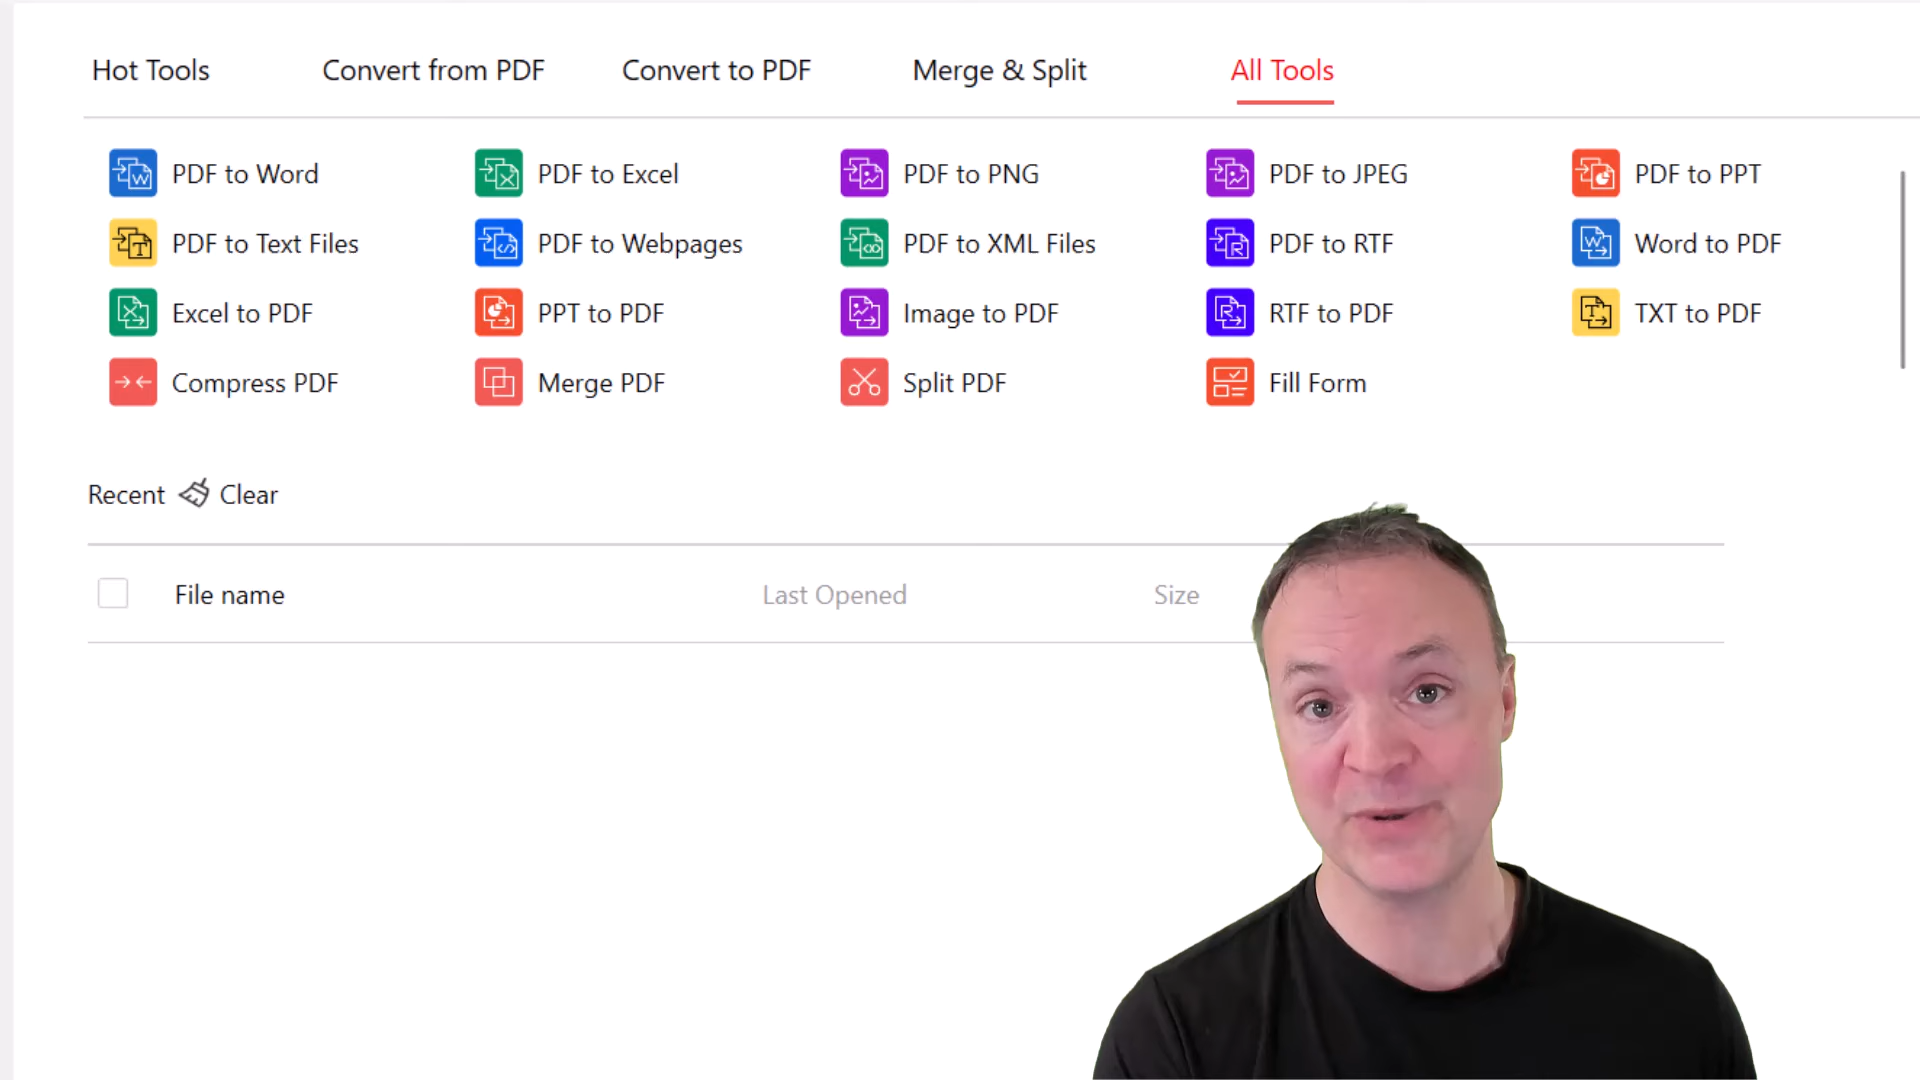 Hot Tools Convert from PDF Convert to PDF Merge & Split All Tools
PDF to Word PDF to Excel PDF to PNG PDF to JPEG PDF to PPT
PDF to Text Files PDF to Webpages PDF to XML Files PDF to RTF Word to PDF
Excel to PDF PPT to PDF Image to PDF RTF to PDF TXT to PDF
Compress PDF Merge PDF Split PDF Fill Form
Recent Clear
File name Last Opened Size